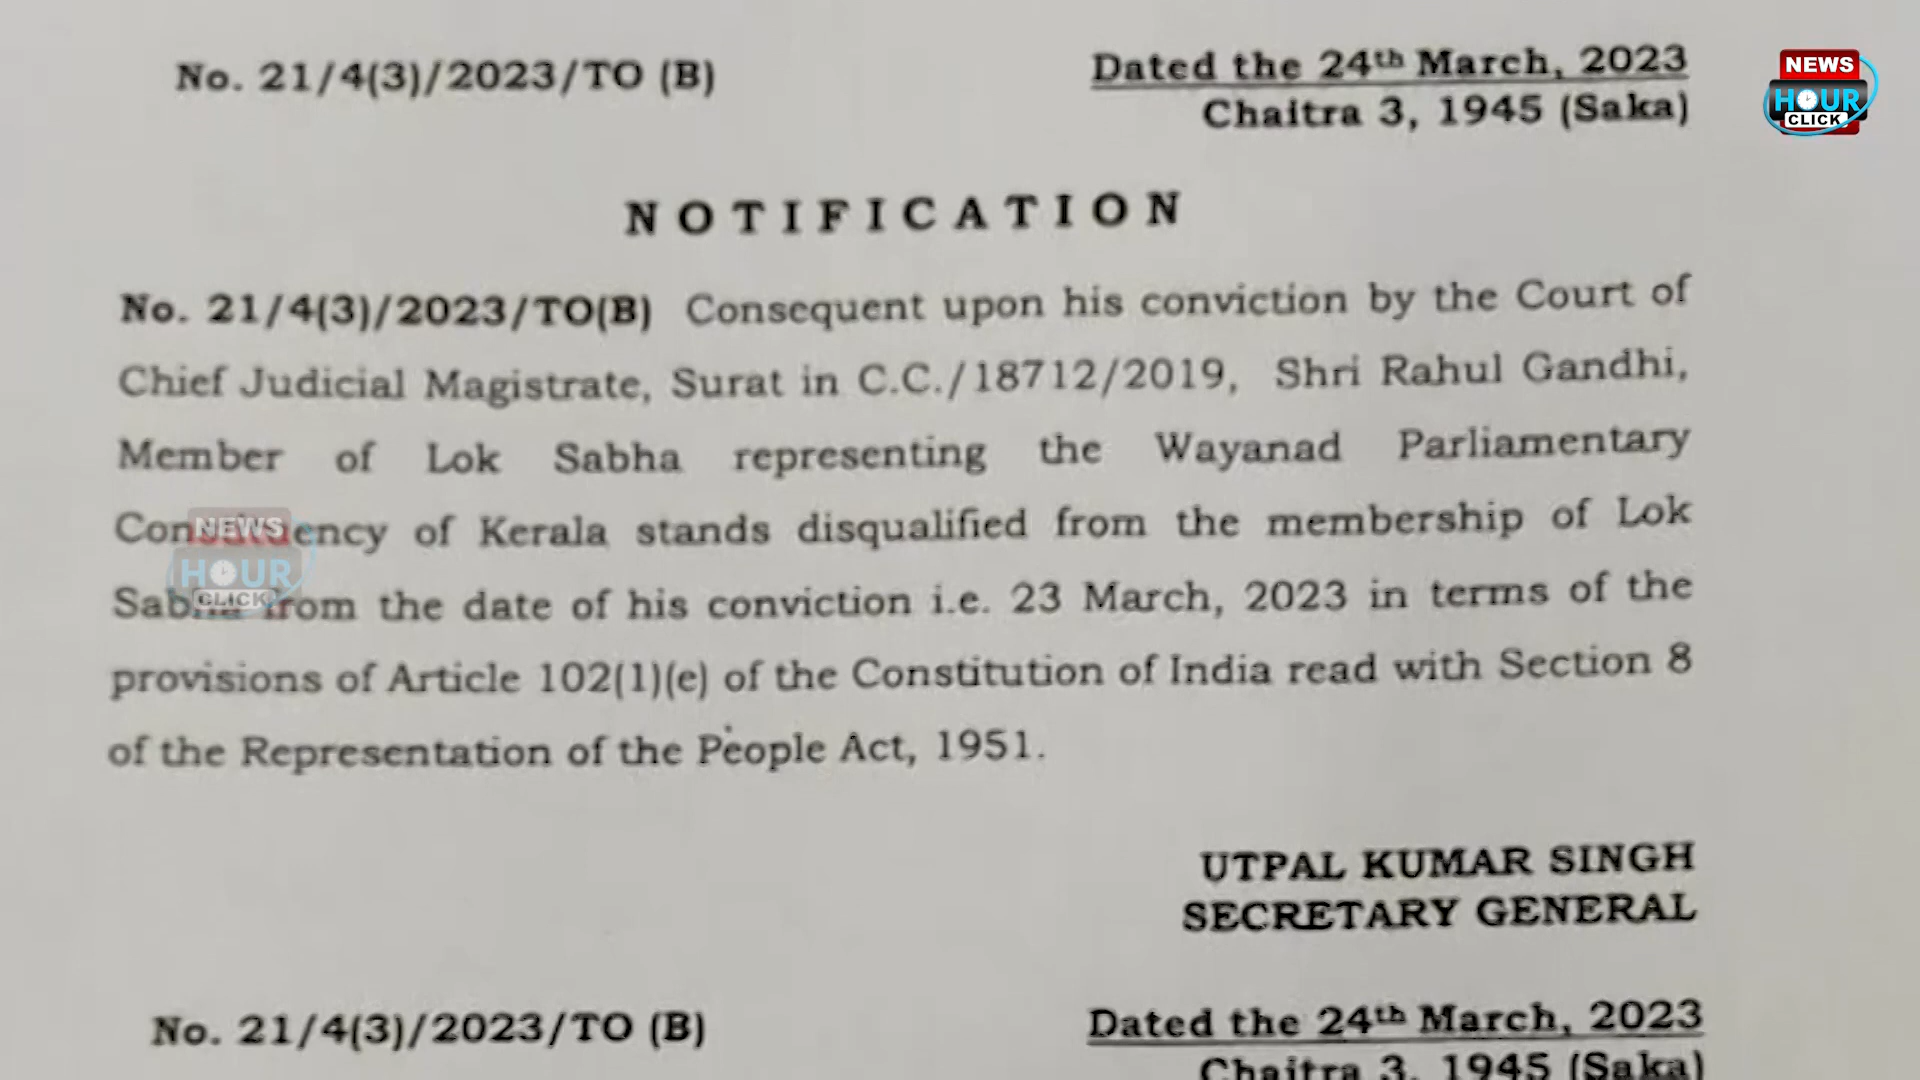 No. 21/4(3)/2023/TO (B)
Dated the 24th March, 2023
Chaitra 3, 1945 (Saka)
NEWS
HOUR
CLICK
NOTIFICATION
No. 21/4(3)/2023/TO(B) Consequent upon his conviction by the Court of
Chief Judicial Magistrate, Surat in C.C./18712/2019, Shri Rahul Gandhi,
Member of Lok Sabha representing the Wayanad Parliamentary
Constituency of Kerala stands disqualified from the membership of Lok
Sabha from the date of his conviction i.e. 23 March, 2023 in terms of the
provisions of Article 102(1)(e) of the Constitution of India read with Section 8
of the Representation of the People Act, 1951.
NEWS
HOUR
CLICK
UTPAL KUMAR SINGH
SECRETARY GENERAL
No. 21/4(3)/2023/TO (B)
Dated the 24th March, 2023
Chaitra 3, 1945 (Saka)